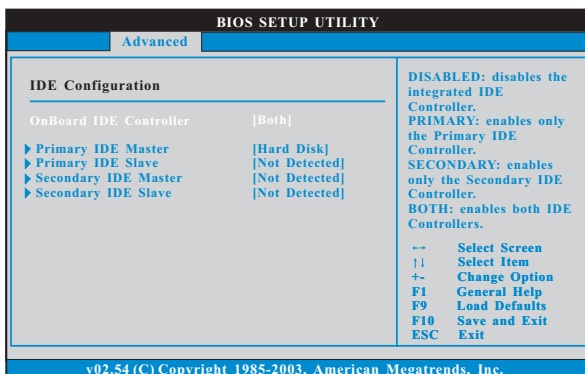 BIOS SETUP UTILITY
Advanced
IDE Configuration
OnBoard IDE Controller [Both]
Primary IDE Master [Hard Disk]
Primary IDE Slave [Not Detected]
Secondary IDE Master [Not Detected]
Secondary IDE Slave [Not Detected]
DISABLED: disables the
integrated IDE
Controller.
PRIMARY: enables only
the Primary IDE
Controller.
SECONDARY: enables
only the Secondary IDE
Controller.
BOTH: enables both IDE
Controllers.
←→ Select Screen
↑↓ Select Item
+- Change Option
F1 General Help
F9 Load Defaults
F10 Save and Exit
ESC Exit
v02.54 (C) Copyright 1985-2003, American Megatrends, Inc.